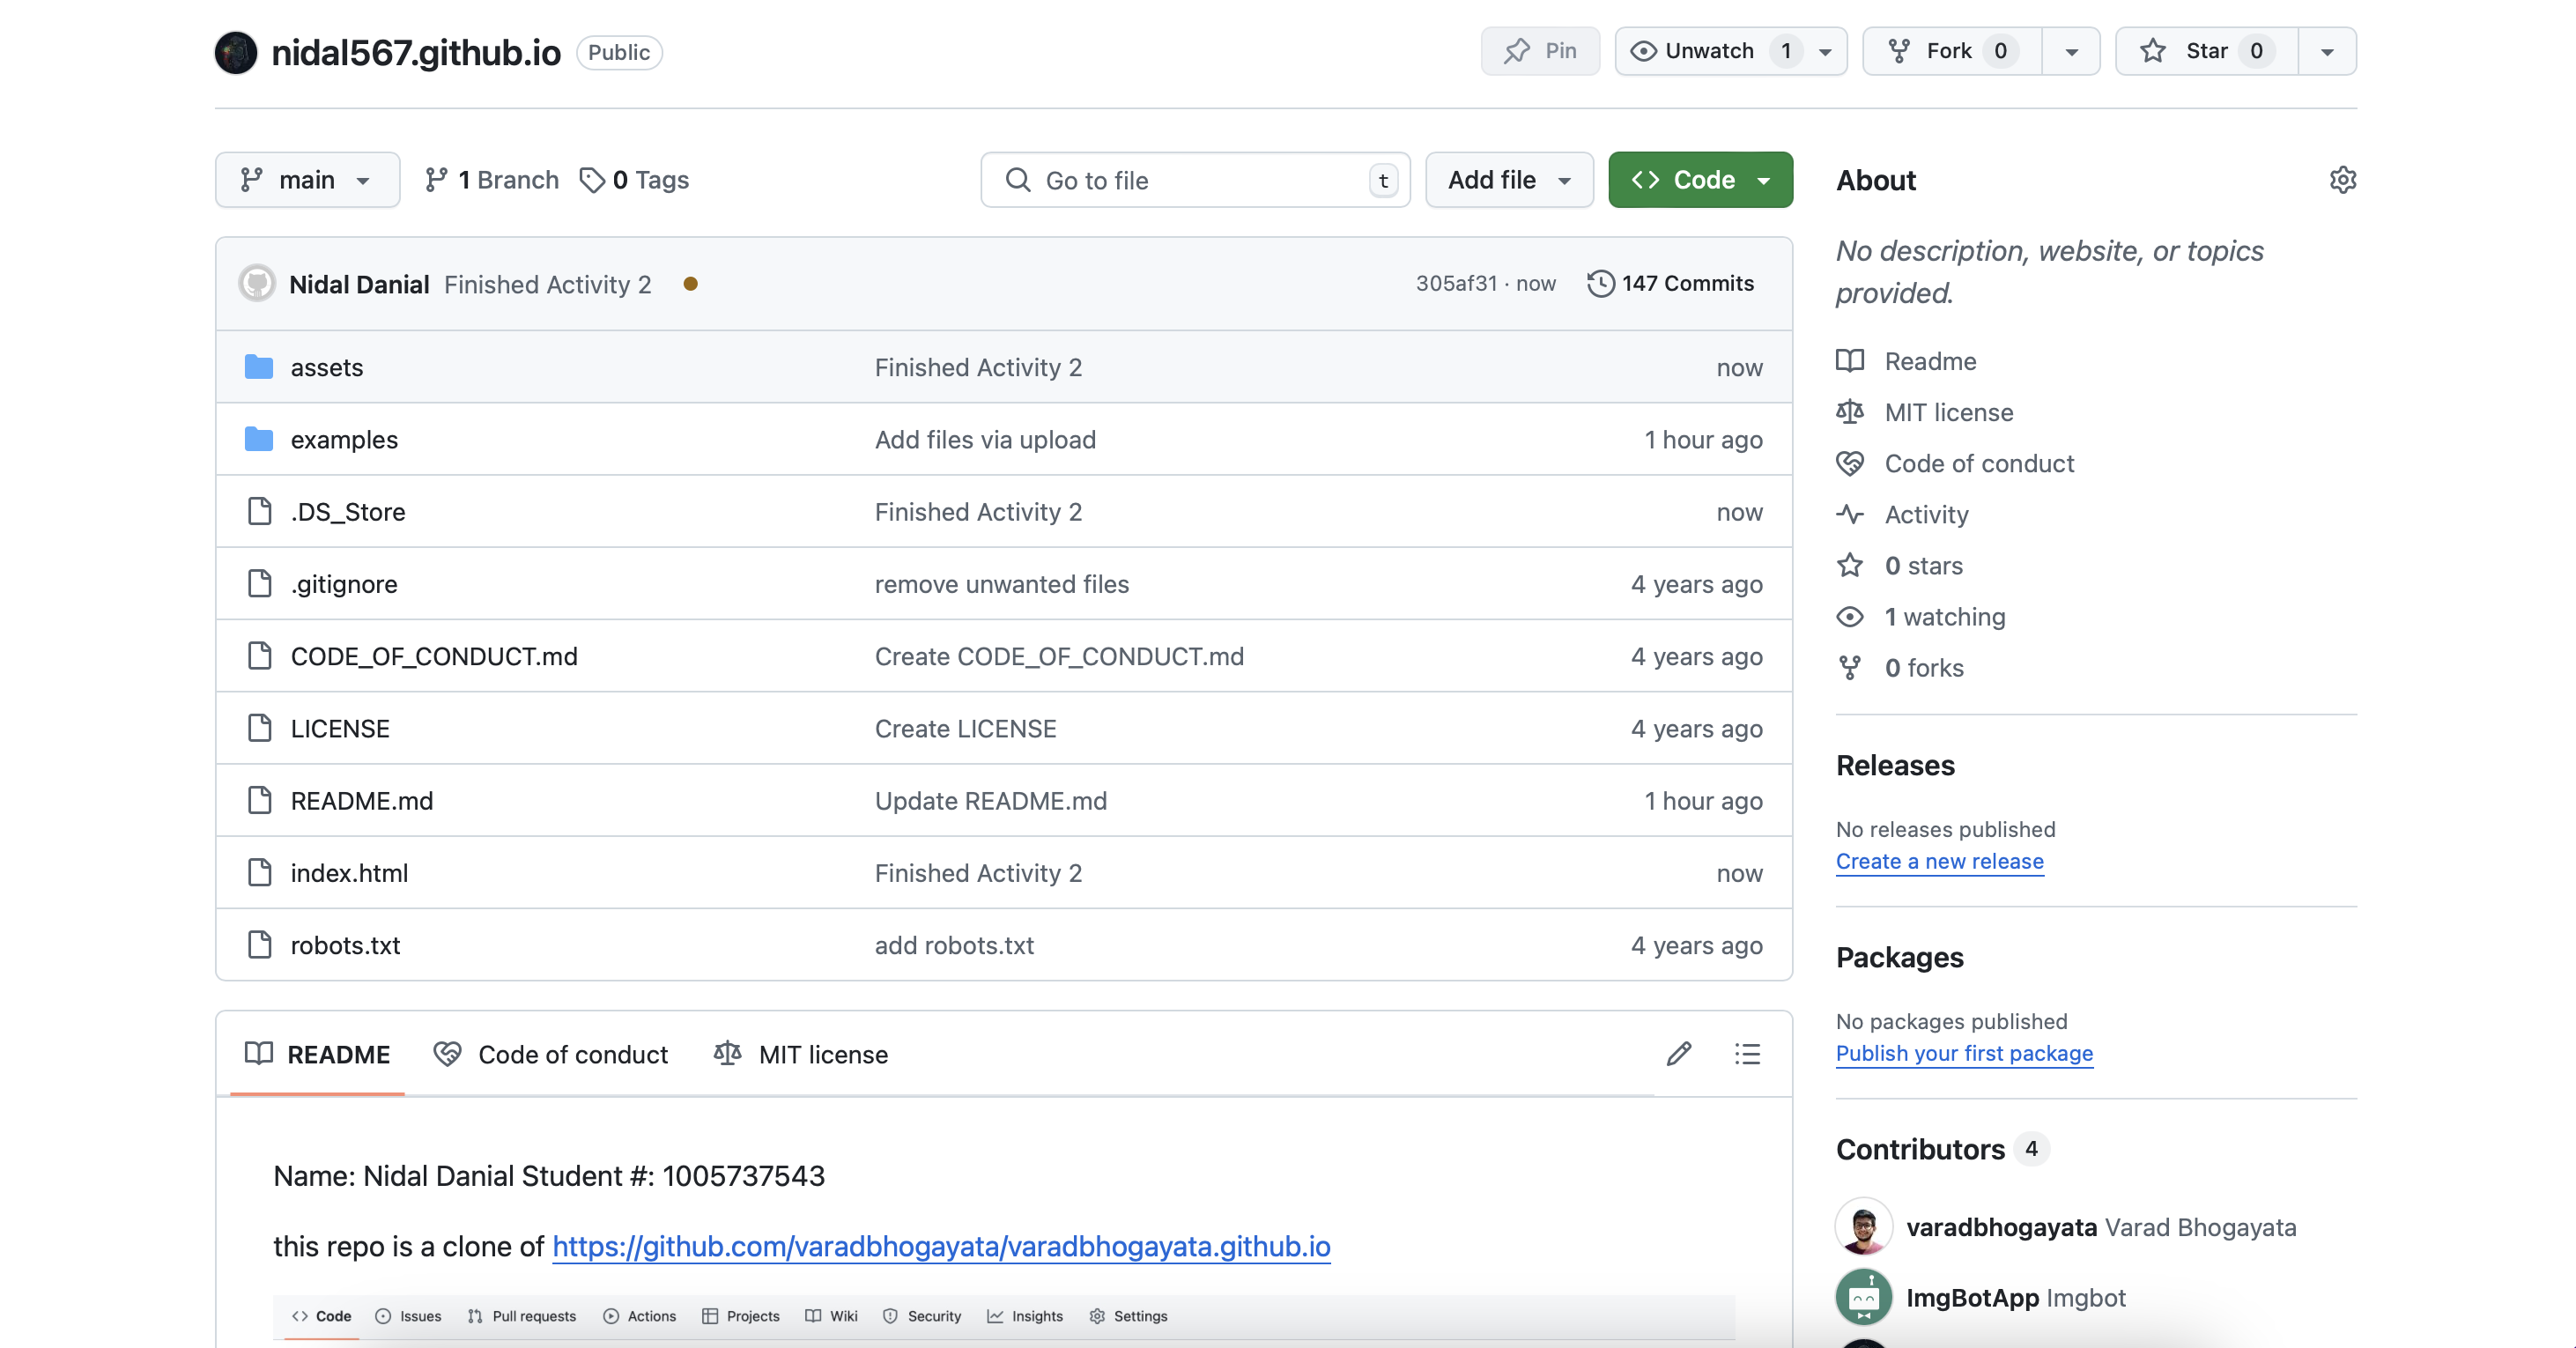 nidal567.github.io Public
Pin
Unwatch 1
Fork 0
Star 0
main
1 Branch
0 Tags
Go to file t
Add file
Code
Nidal Danial Finished Activity 2 305af31 · now 147 Commits
assets Finished Activity 2 now
examples Add files via upload 1 hour ago
.DS_Store Finished Activity 2 now
.gitignore remove unwanted files 4 years ago
CODE_OF_CONDUCT.md Create CODE_OF_CONDUCT.md 4 years ago
LICENSE Create LICENSE 4 years ago
README.md Update README.md 1 hour ago
index.html Finished Activity 2 now
robots.txt add robots.txt 4 years ago
README Code of conduct MIT license
Name: Nidal Danial Student #: 1005737543
this repo is a clone of https://github.com/varadbhogayata/varadbhogayata.github.io
Code Issues Pull requests Actions Projects Wiki Security Insights Settings
About
No description, website, or topics
provided.
Readme
MIT license
Code of conduct
Activity
0 stars
1 watching
0 forks
Releases
No releases published
Create a new release
Packages
No packages published
Publish your first package
Contributors 4
varadbhogayata Varad Bhogayata
ImgBotApp Imgbot